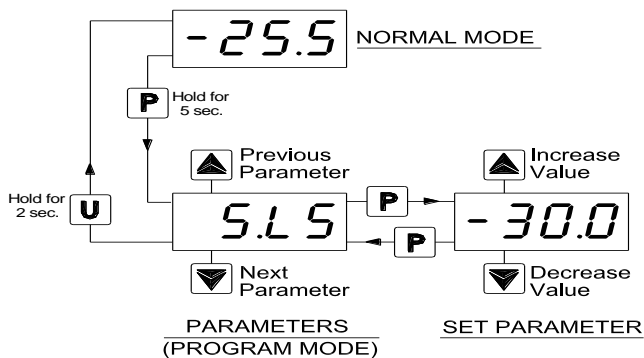 -25.5
NORMAL MODE
P
Hold for
5 sec.
Previous
Parameter
Increase
Value
Hold for
2 sec.
U
S.LS
P
P
-30.0
Next
Parameter
Decrease
Value
PARAMETERS
(PROGRAM MODE)
SET PARAMETER